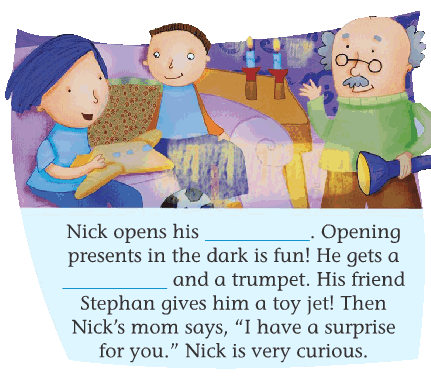 Nick opens his __________. Opening
presents in the dark is fun! He gets a
__________ and a trumpet. His friend
Stephan gives him a toy jet! Then
Nick's mom says, “I have a surprise
for you.” Nick is very curious.